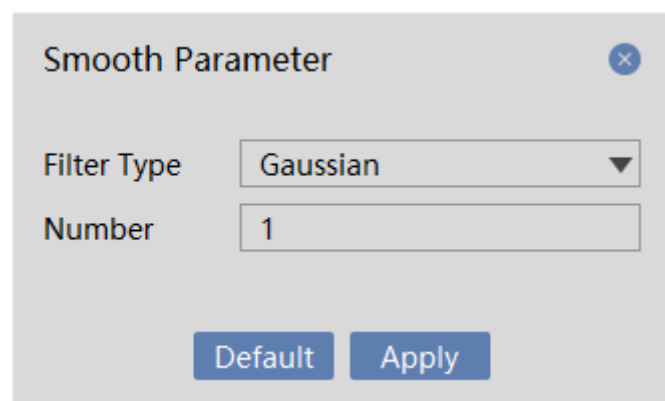 Smooth Parameter
Filter Type Gaussian
Number 1
Default Apply